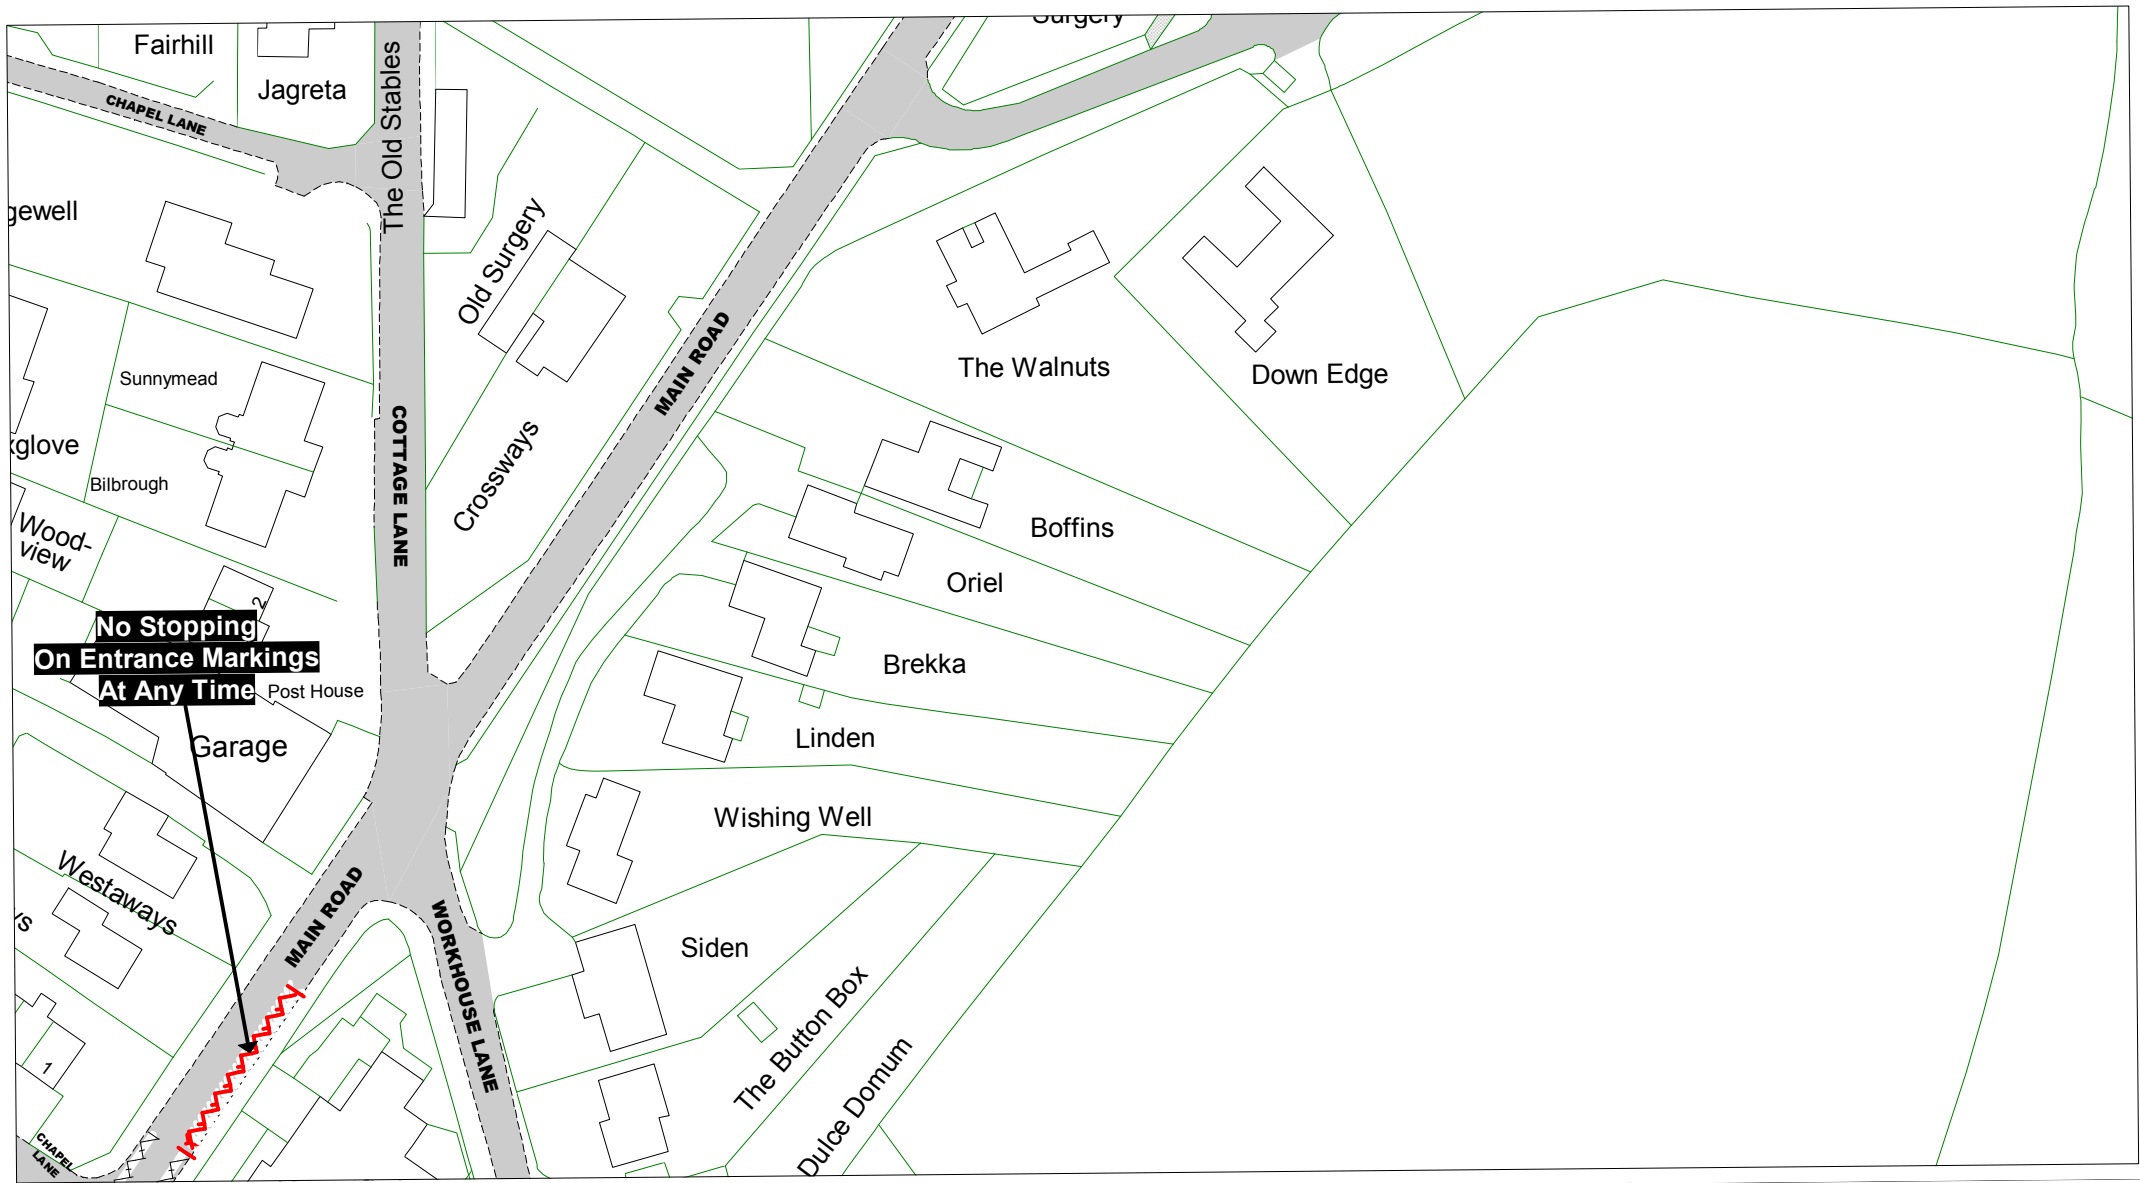 Surgery
Fairhill
Jagreta
CHAPEL LANE
The Old Stables
gewell
Old Surgery
MAIN ROAD
The Walnuts
Down Edge
Sunnymead
COTTAGE LANE
Crossways
xglove
Bilbrough
Wood-
view
Boffins
Oriel
2
No Stopping
On Entrance Markings
At Any Time
Post House
Brekka
Garage
Linden
Wishing Well
Westaways
ys
MAIN ROAD
WORKHOUSE LANE
Siden
The Button Box
Dulce Domum
1
CHAPEL
LANE